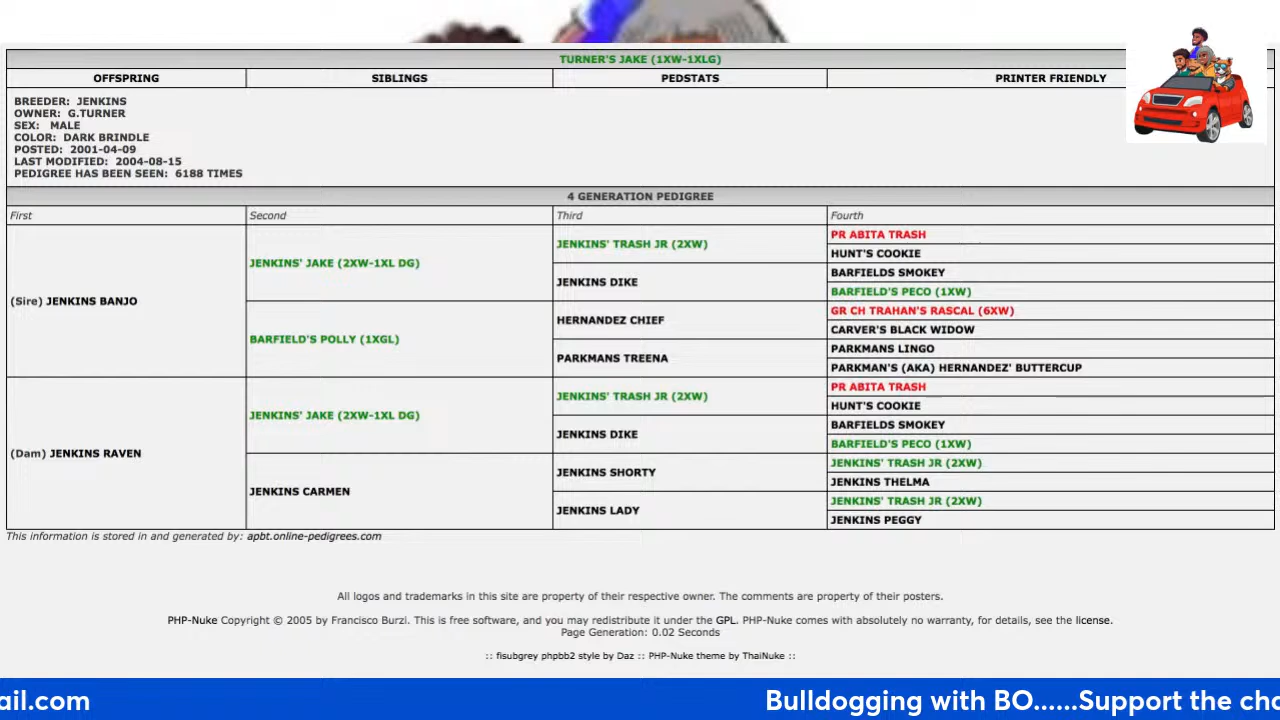 TURNER'S JAKE (1XW-1XLG)
OFFSPRING SIBLINGS PEDSTATS PRINTER FRIENDLY
BREEDER: JENKINS
OWNER: G.TURNER
SEX: MALE
COLOR: DARK BRINDLE
POSTED: 2001-04-09
LAST MODIFIED: 2004-08-15
PEDIGREE HAS BEEN SEEN: 6188 TIMES
4 GENERATION PEDIGREE
First Second Third Fourth
(Sire) JENKINS BANJO
JENKINS' JAKE (2XW-1XL DG)
JENKINS' TRASH JR (2XW)
PR ABITA TRASH
HUNT'S COOKIE
JENKINS DIKE
BARFIELDS SMOKEY
BARFIELD'S PECO (1XW)
BARFIELD'S POLLY (1XGL)
HERNANDEZ CHIEF
GR CH TRAHAN'S RASCAL (6XW)
CARVER'S BLACK WIDOW
PARKMANS TREENA
PARKMANS LINGO
PARKMAN'S (AKA) HERNANDEZ' BUTTERCUP
(Dam) JENKINS RAVEN
JENKINS' JAKE (2XW-1XL DG)
JENKINS' TRASH JR (2XW)
PR ABITA TRASH
HUNT'S COOKIE
JENKINS DIKE
BARFIELDS SMOKEY
BARFIELD'S PECO (1XW)
JENKINS CARMEN
JENKINS SHORTY
JENKINS' TRASH JR (2XW)
JENKINS THELMA
JENKINS LADY
JENKINS' TRASH JR (2XW)
JENKINS PEGGY
This information is stored in and generated by: apbt.online-pedigrees.com
All logos and trademarks in this site are property of their respective owner. The comments are property of their posters.
PHP-Nuke Copyright © 2005 by Francisco Burzi. This is free software, and you may redistribute it under the GPL. PHP-Nuke comes with absolutely no warranty, for details, see the license.
Page Generation: 0.02 Seconds
:: fisubgrey phpbb2 style by Daz :: PHP-Nuke theme by ThaiNuke ::
ail.com Bulldogging with BO......Support the cha